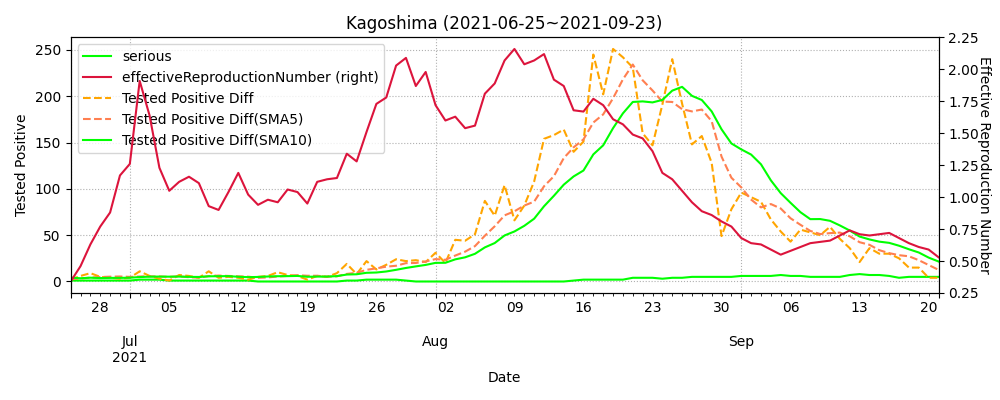 Kagoshima (2021-06-25~2021-09-23)
serious
effectiveReproductionNumber (right)
Tested Positive Diff
Tested Positive Diff(SMA5)
Tested Positive Diff(SMA10)
Tested Positive
250
200
150
100
50
0
2.25
2.00
1.75
1.50
1.25
1.00
0.75
0.50
0.25
Effective Reproduction Number
28 05 12 19 26 02 09 16 23 30 06 13 20
Jul Aug Sep
2021
Date